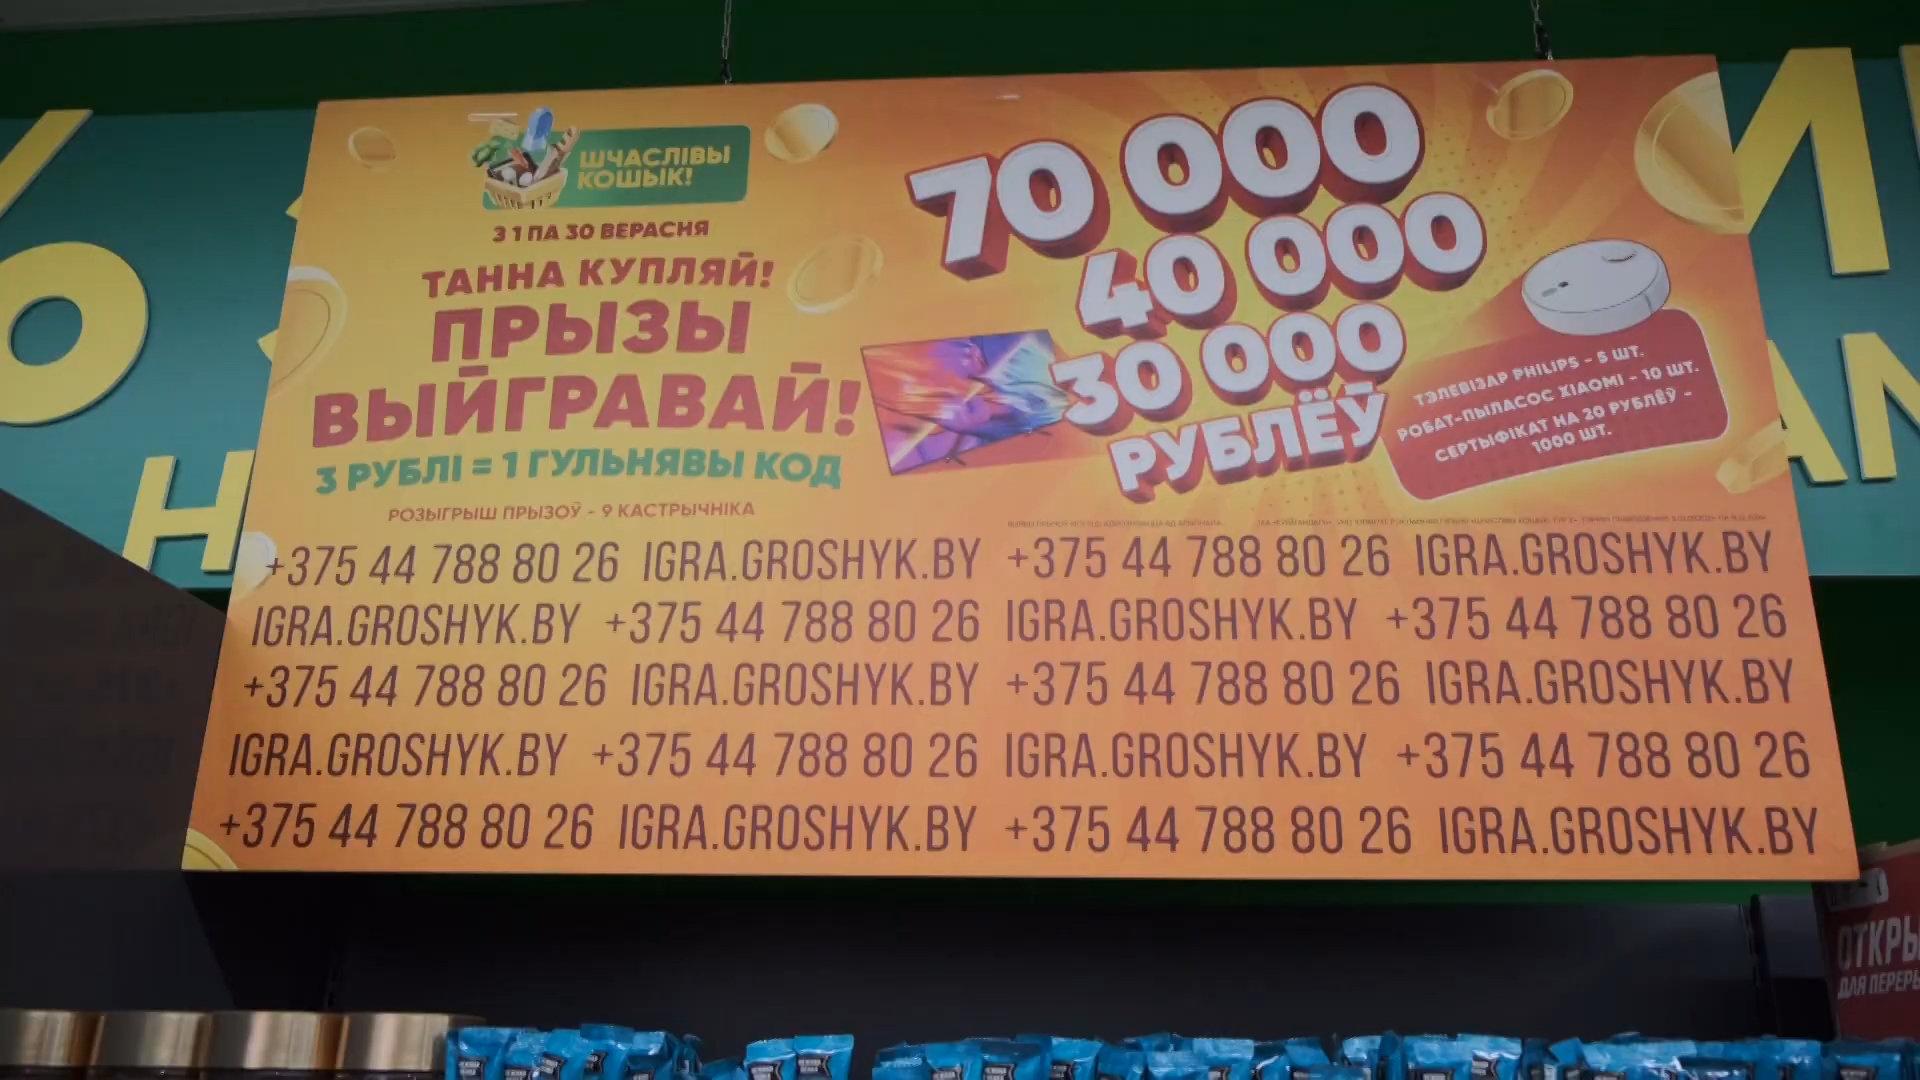 ШЧАСЛІВЫ
КОШЫК!
З 1 ПА 30 ВЕРАСНЯ
ТАННА КУПЛЯЙ!
ПРЫЗЫ
ВЫЙГРАВАЙ!
3 РУБЛІ = 1 ГУЛЬНЯВЫ КОД
РОЗЫГРЫШ ПРЫЗОЎ - 9 КАСТРЫЧНІКА
70 000
40 000
30 000
РУБЛЁЎ
ТЭЛЕВІЗАР PHILIPS - 5 ШТ.
РОБАТ-ПЫЛАСОС XIAOMI - 10 ШТ.
СЕРТЫФІКАТ НА 20 РУБЛЁЎ -
1000 ШТ.
+375 44 788 80 26 IGRA.GROSHYK.BY +375 44 788 80 26 IGRA.GROSHYK.BY
IGRA.GROSHYK.BY +375 44 788 80 26 IGRA.GROSHYK.BY +375 44 788 80 26
+375 44 788 80 26 IGRA.GROSHYK.BY +375 44 788 80 26 IGRA.GROSHYK.BY
IGRA.GROSHYK.BY +375 44 788 80 26 IGRA.GROSHYK.BY +375 44 788 80 26
+375 44 788 80 26 IGRA.GROSHYK.BY +375 44 788 80 26 IGRA.GROSHYK.BY
ОТКРЫ
ДЛЯ ПЕРЕРЫ